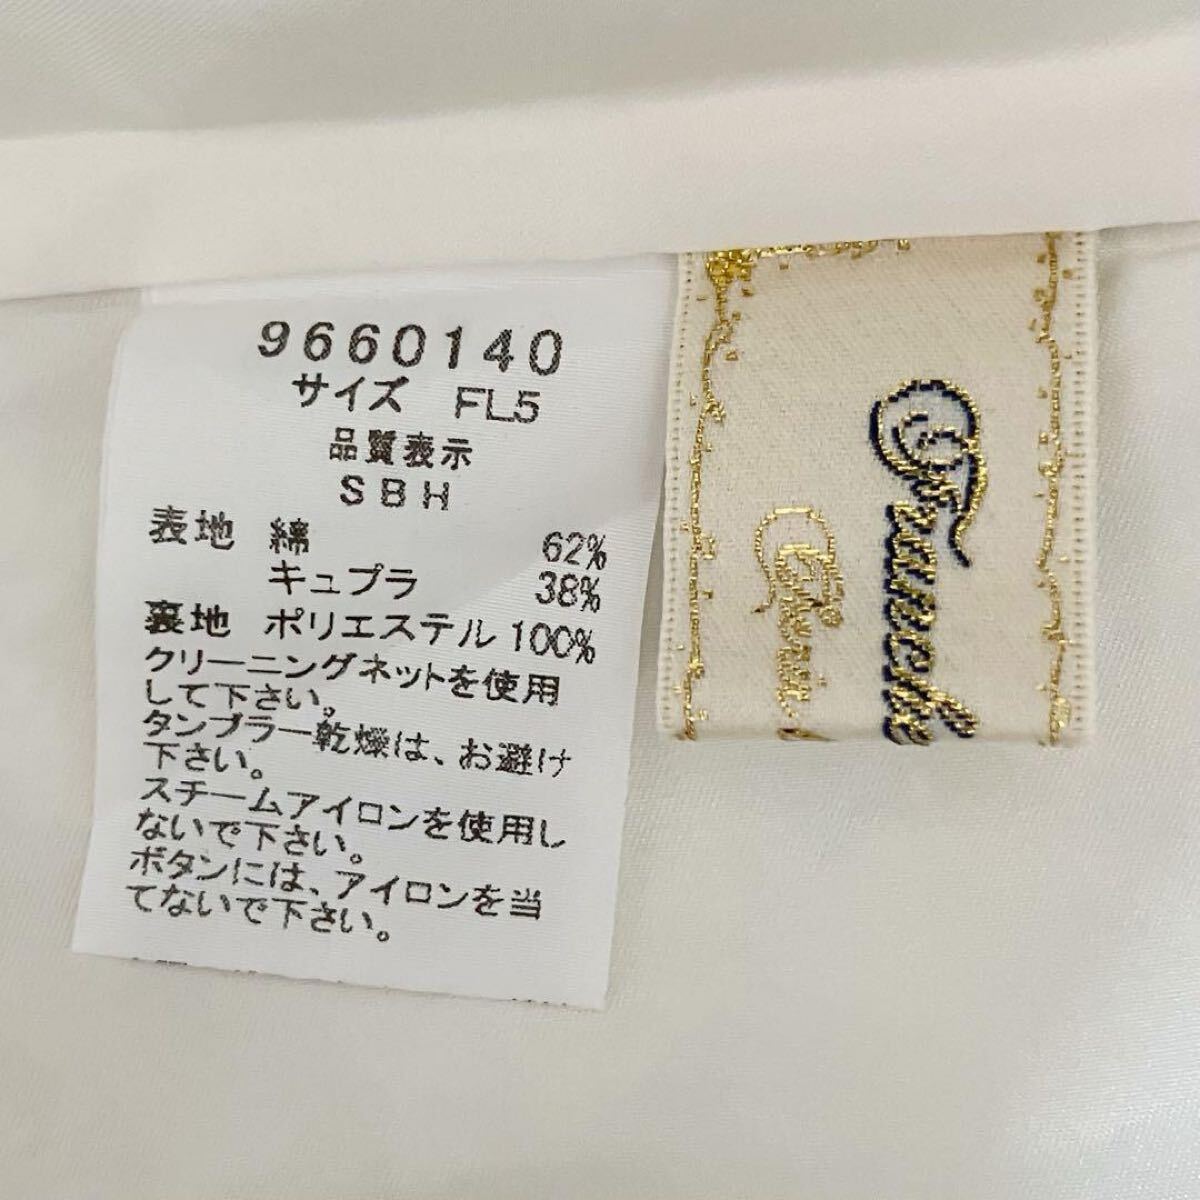 9660140
サイズ FL5
品質表示
SBH
表地 綿 62%
キュプラ 38%
裏地 ポリエステル 100%
クリーニングネットを使用
して下さい。
タンブラー乾燥は、お避け
下さい。
スチームアイロンを使用し
ないで下さい。
ボタンには、アイロンを当
てないで下さい。